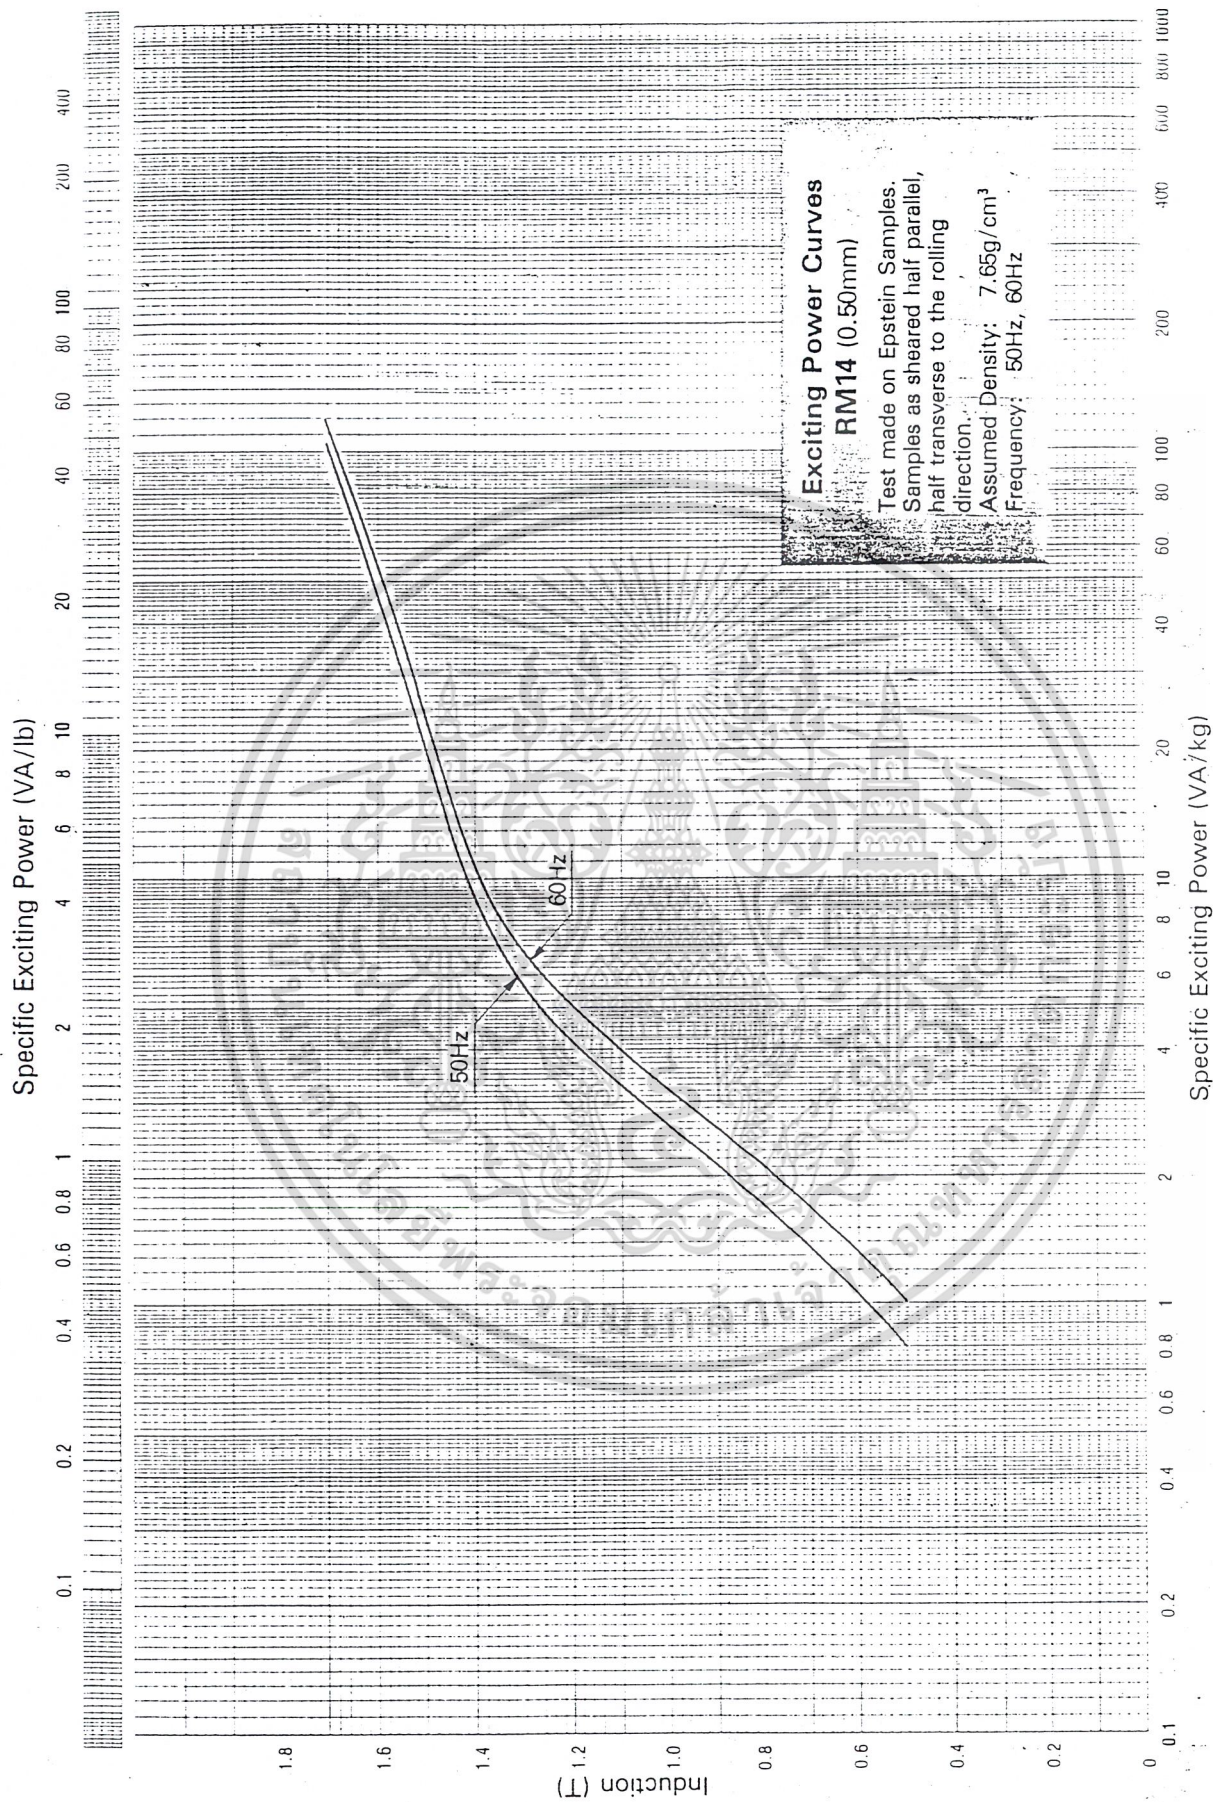 Specific Exciting Power (VA/lb)
0.1 0.2 0.4 0.6 0.8 1 2 4 6 8 10 20 40 60 80 100 200 400
1.8
1.6
1.4
1.2
1.0
0.8
0.6
0.4
0.2
0
Induction (T)
50Hz
60Hz
Exciting Power Curves
RM14 (0.50mm)
Test made on Epstein Samples.
Samples as sheared half parallel,
half transverse to the rolling
direction.
Assumed Density: 7.65g/cm³
Frequency: 50Hz, 60Hz
0.1 0.2 0.4 0.6 0.8 1 2 4 6 8 10 20 40 60 80 100 200 400 600 800 1000
Specific Exciting Power (VA/kg)